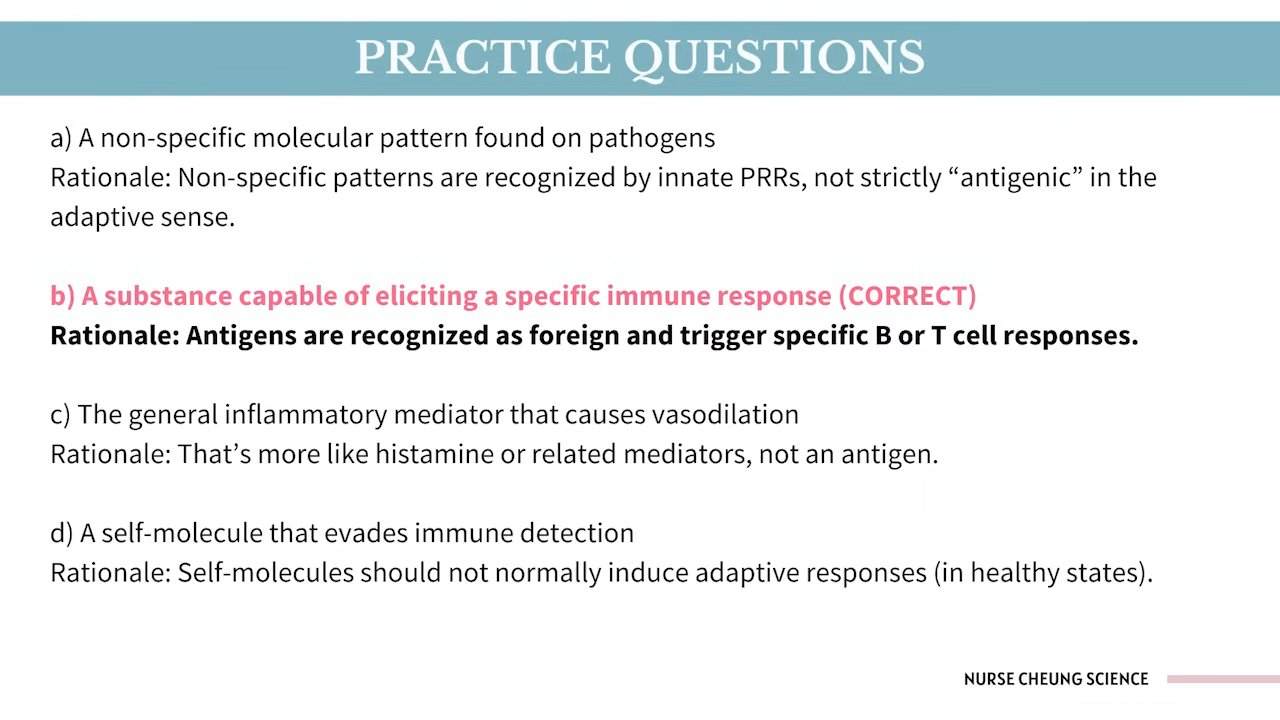 PRACTICE QUESTIONS
a) A non-specific molecular pattern found on pathogens
Rationale: Non-specific patterns are recognized by innate PRRs, not strictly “antigenic” in the
adaptive sense.
b) A substance capable of eliciting a specific immune response (CORRECT)
Rationale: Antigens are recognized as foreign and trigger specific B or T cell responses.
c) The general inflammatory mediator that causes vasodilation
Rationale: That’s more like histamine or related mediators, not an antigen.
d) A self-molecule that evades immune detection
Rationale: Self-molecules should not normally induce adaptive responses (in healthy states).
NURSE CHEUNG SCIENCE